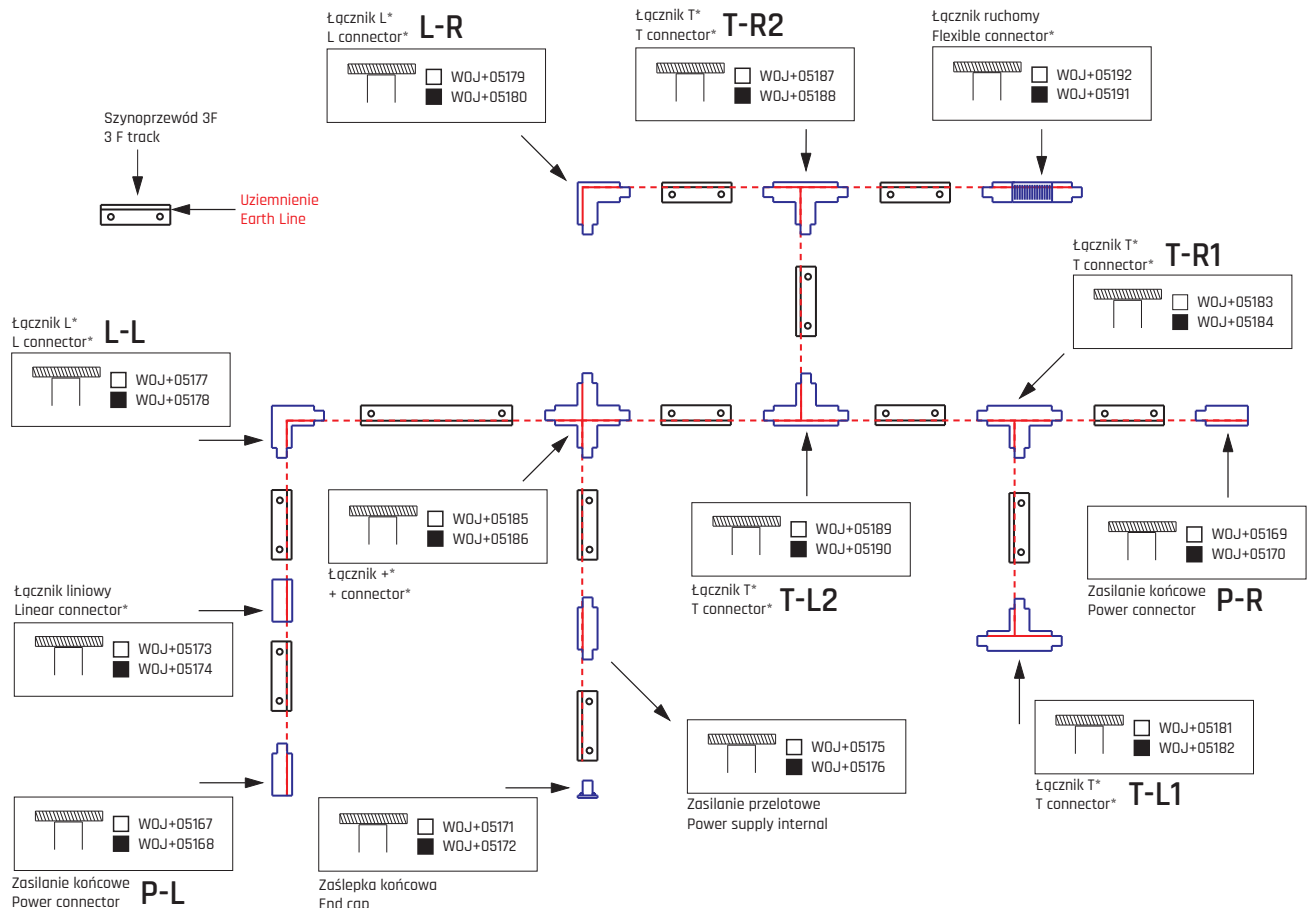 Łącznik L*
L connector* L-R
WOJ+05179
WOJ+05180
Łącznik T*
T connector* T-R2
WOJ+05187
WOJ+05188
Łącznik ruchomy
Flexible connector*
WOJ+05192
WOJ+05191
Szynoprzewód 3F
3 F track
Uziemnienie
Earth Line
Łącznik T*
T connector* T-R1
WOJ+05183
WOJ+05184
Łącznik L*
L connector* L-L
WOJ+05177
WOJ+05178
WOJ+05185
WOJ+05186
Łącznik +*
+ connector*
WOJ+05189
WOJ+05190
Łącznik T*
T connector* T-L2
WOJ+05169
WOJ+05170
Zasilanie końcowe
Power connector P-R
Łącznik liniowy
Linear connector*
WOJ+05173
WOJ+05174
WOJ+05175
WOJ+05176
Zasilanie przelotowe
Power supply internal
WOJ+05181
WOJ+05182
Łącznik T*
T connector* T-L1
WOJ+05167
WOJ+05168
Zasilanie końcowe
Power connector P-L
WOJ+05171
WOJ+05172
Zaślepka końcowa
End cap